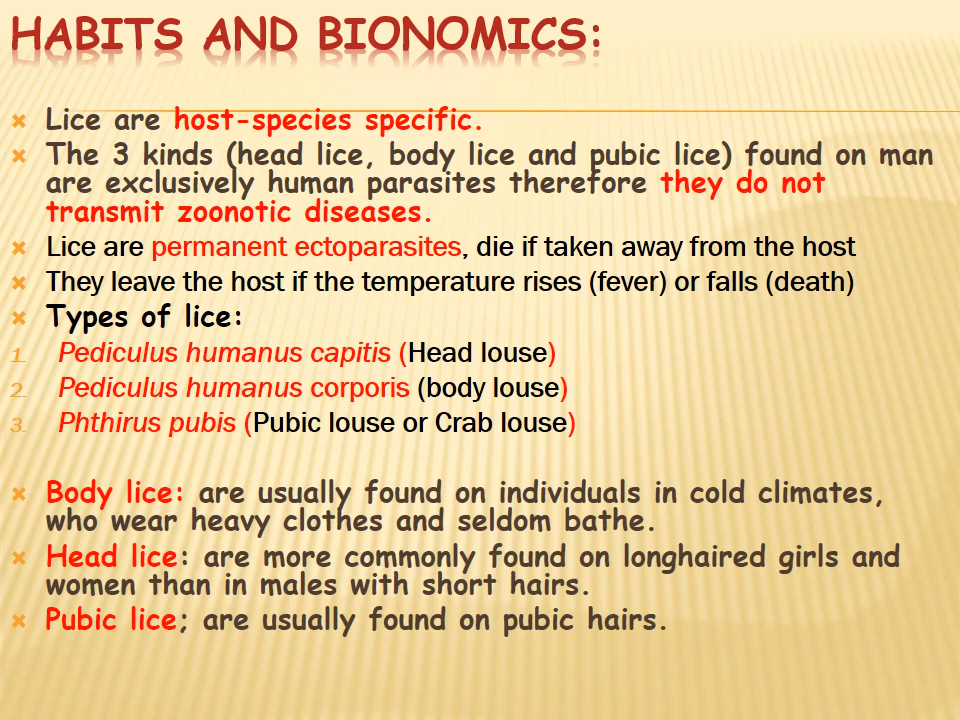 HABITS AND BIONOMICS:
× Lice are host-species specific.
× The 3 kinds (head lice, body lice and pubic lice) found on man
are exclusively human parasites therefore they do not
transmit zoonotic diseases.
× Lice are permanent ectoparasites, die if taken away from the host
× They leave the host if the temperature rises (fever) or falls (death)
× Types of lice:
1. Pediculus humanus capitis (Head louse)
2. Pediculus humanus corporis (body louse)
3. Phthirus pubis (Pubic louse or Crab louse)
× Body lice: are usually found on individuals in cold climates,
who wear heavy clothes and seldom bathe.
× Head lice: are more commonly found on longhaired girls and
women than in males with short hairs.
× Pubic lice; are usually found on pubic hairs.